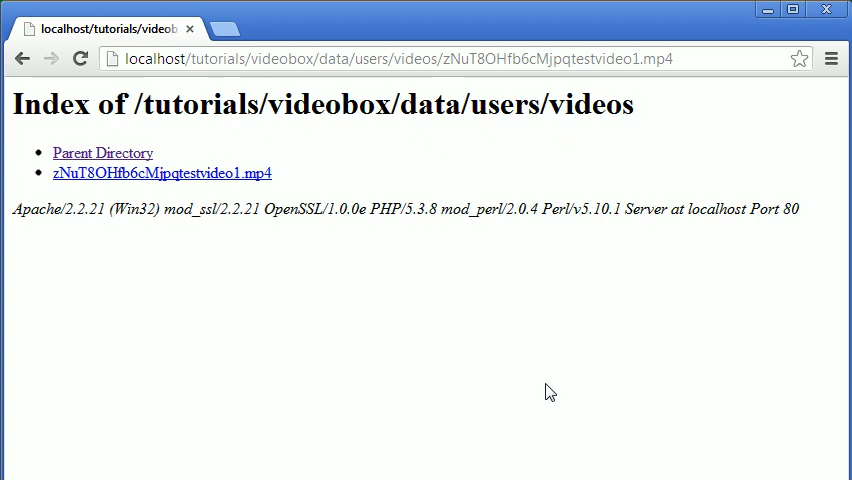 localhost/tutorials/videob
localhost/tutorials/videobox/data/users/videos/zNuT8OHfb6cMjpqtestvideo1.mp4
Index of /tutorials/videobox/data/users/videos
Parent Directory
zNuT8OHfb6cMjpqtestvideo1.mp4
Apache/2.2.21 (Win32) mod_ssl/2.2.21 OpenSSL/1.0.0e PHP/5.3.8 mod_perl/2.0.4 Perl/v5.10.1 Server at localhost Port 80